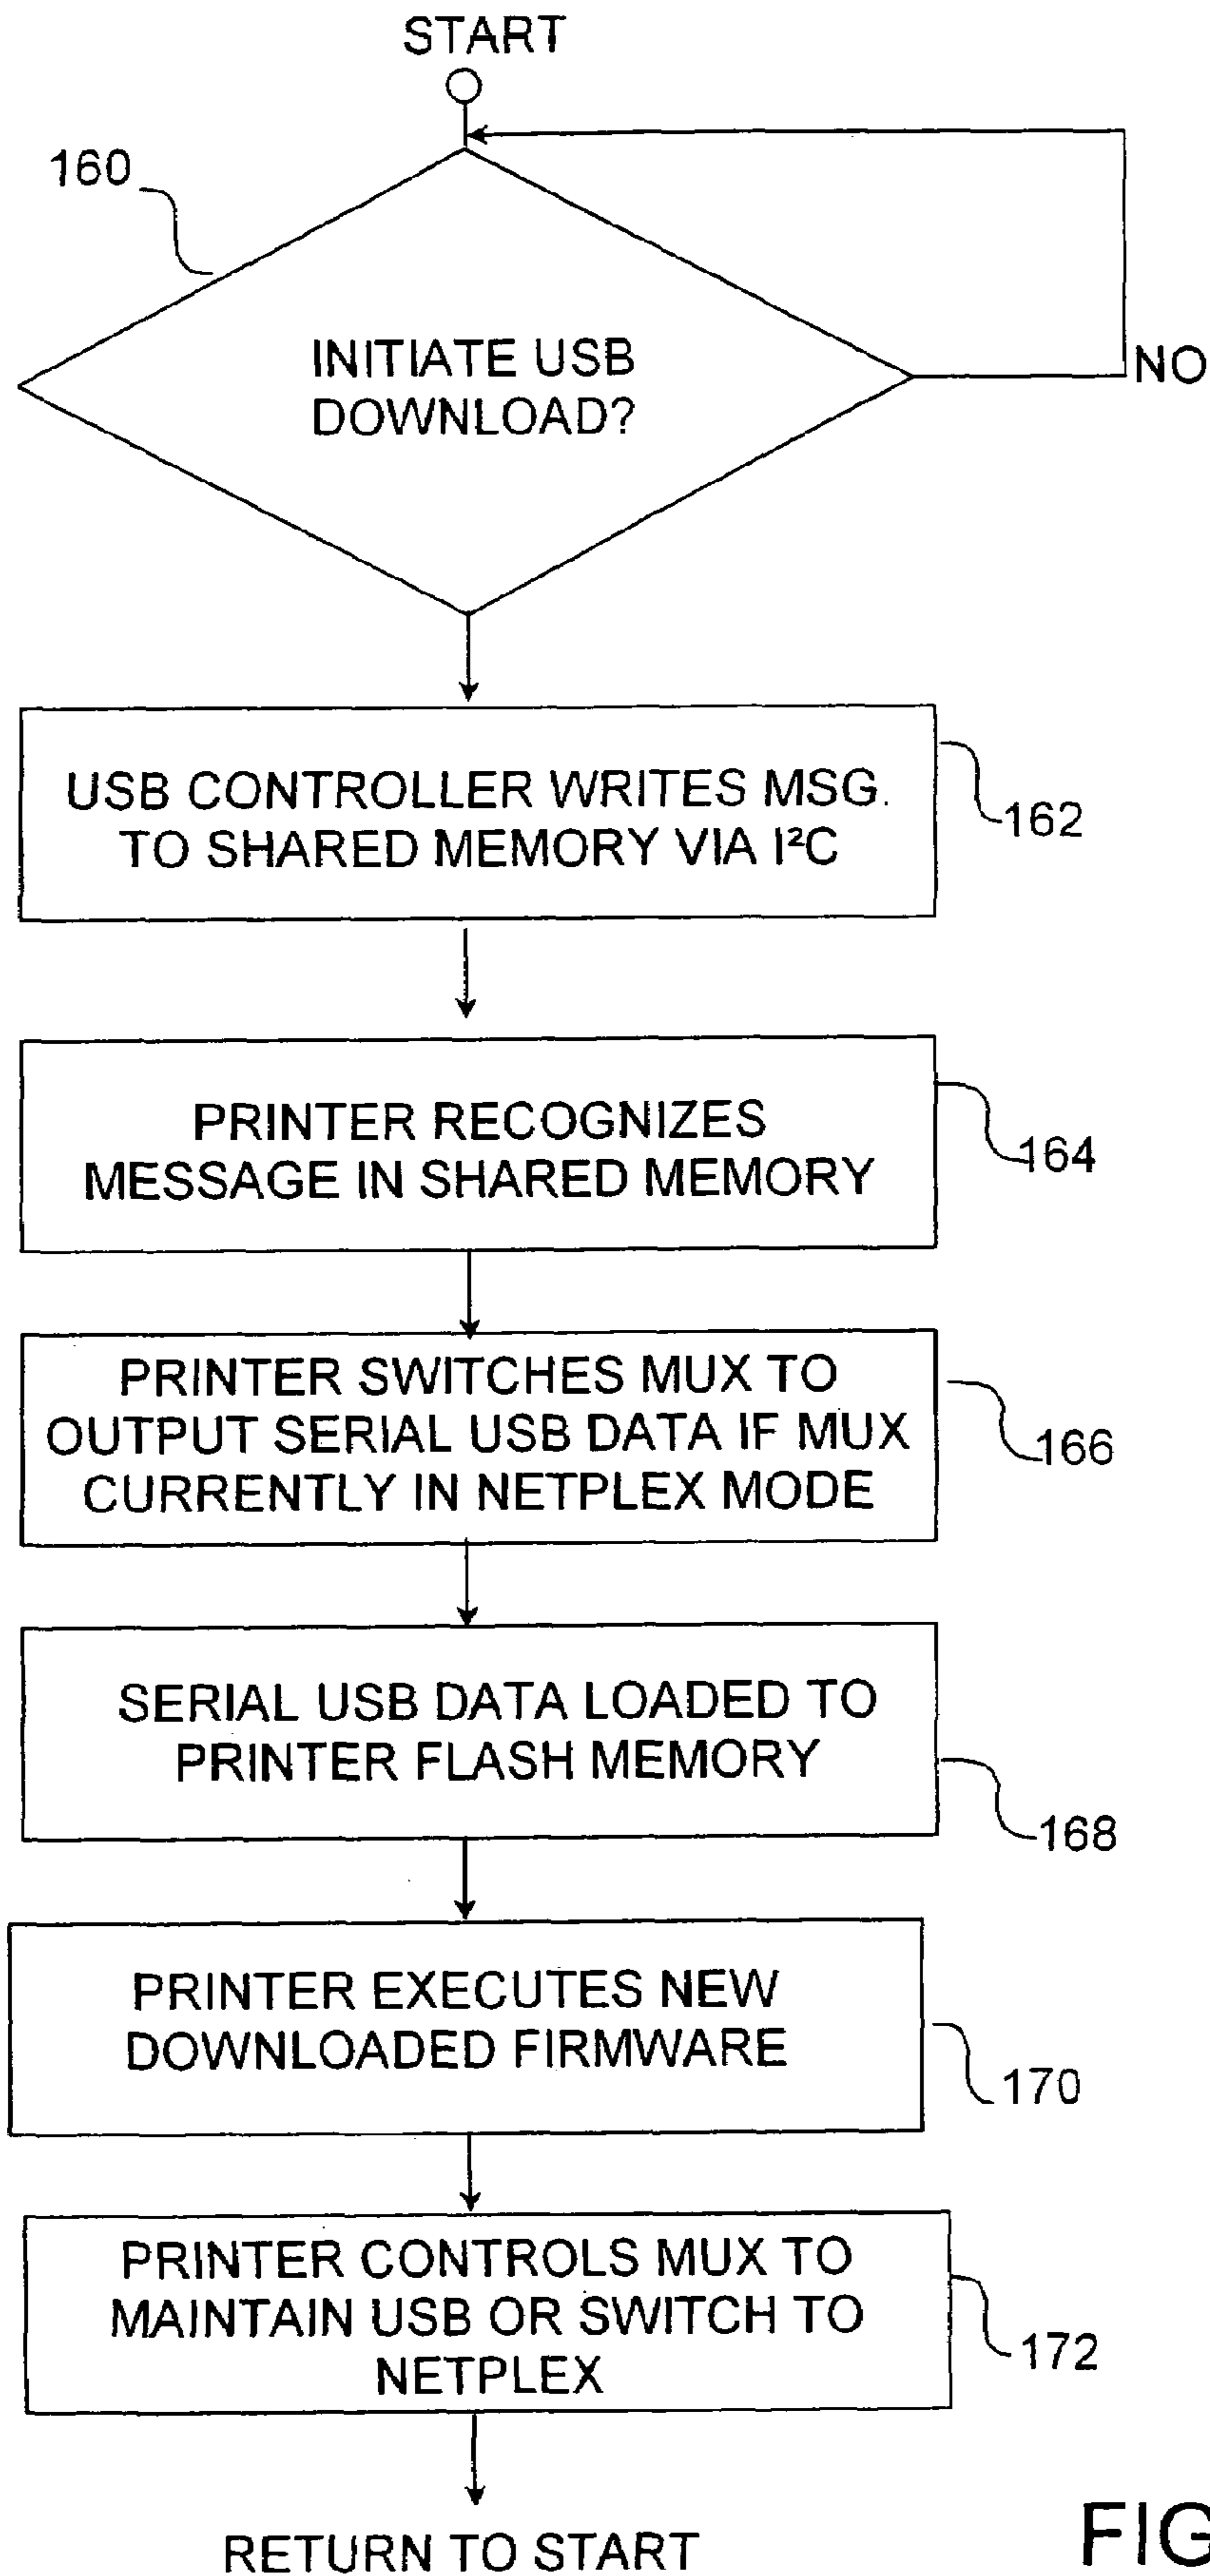 START
160
INITIATE USB
DOWNLOAD?
NO
USB CONTROLLER WRITES MSG.
TO SHARED MEMORY VIA I²C
162
PRINTER RECOGNIZES
MESSAGE IN SHARED MEMORY
164
PRINTER SWITCHES MUX TO
OUTPUT SERIAL USB DATA IF MUX
CURRENTLY IN NETPLEX MODE
166
SERIAL USB DATA LOADED TO
PRINTER FLASH MEMORY
168
PRINTER EXECUTES NEW
DOWNLOADED FIRMWARE
170
PRINTER CONTROLS MUX TO
MAINTAIN USB OR SWITCH TO
NETPLEX
172
RETURN TO START
FIG